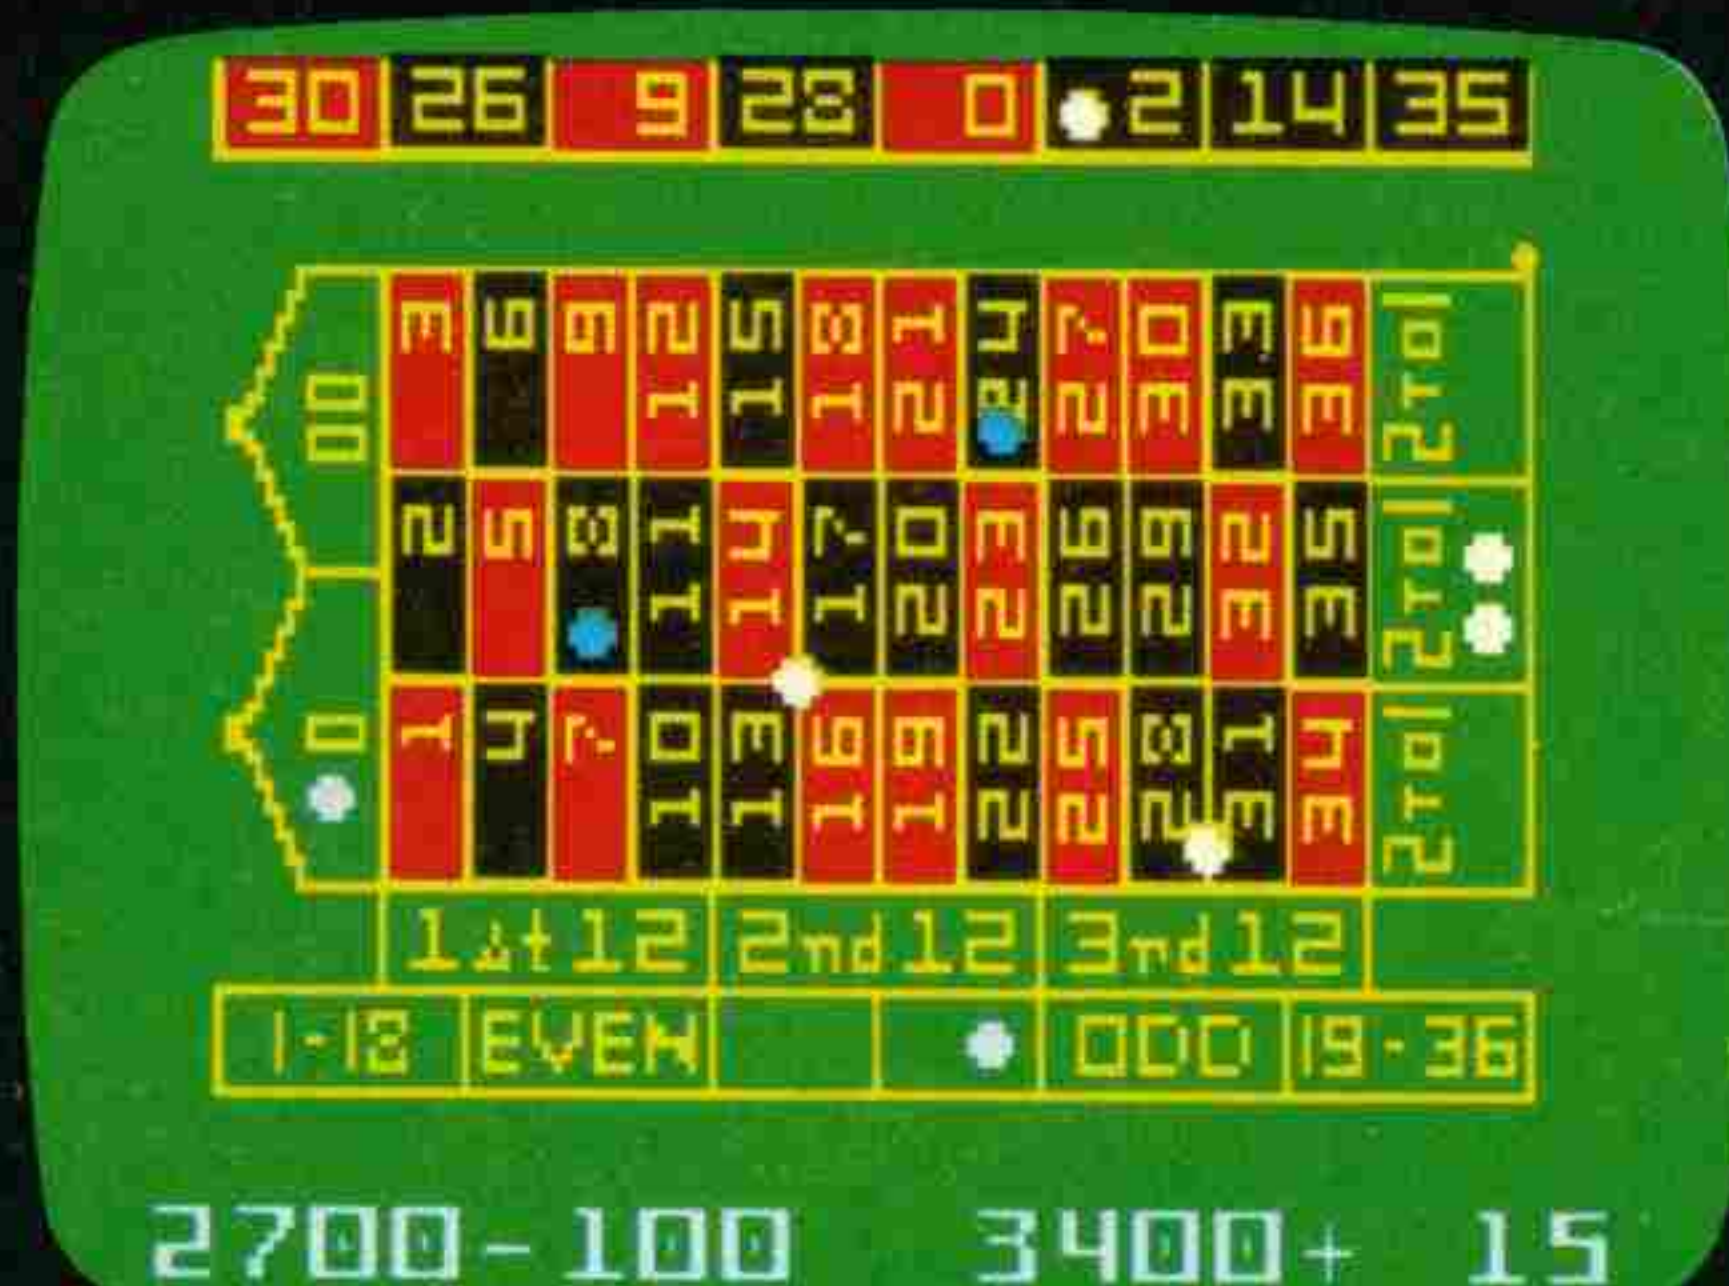 30 26 9 28 0 2 14 35
00 3 6 9 12 15 18 21 24 27 30 33 36 2To1
2 5 8 11 14 17 20 23 26 29 32 35 2To1
0 1 4 7 10 13 16 19 22 25 28 31 34 2To1
1st12 2nd12 3rd12
1-18 EVEN ODD 19-36
2700-100 3400+ 15